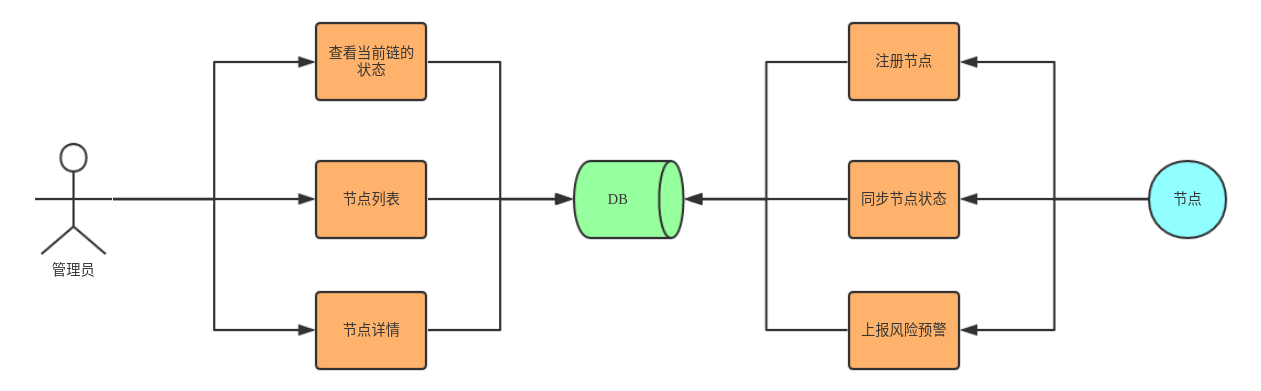 查看当前链的
状态
注册节点
节点列表
DB
同步节点状态
节点
管理员
节点详情
上报风险预警